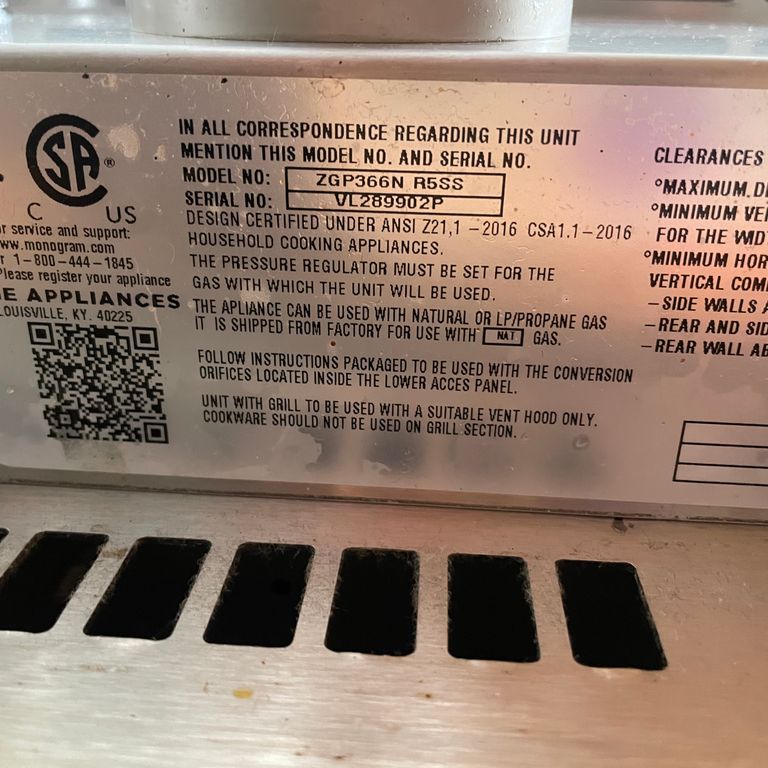 SA
®
C US
r service and support:
ww.monogram.com
r 1-800-444-1845
Please register your appliance
E APPLIANCES
LOUISVILLE, KY. 40225
IN ALL CORRESPONDENCE REGARDING THIS UNIT
MENTION THIS MODEL NO. AND SERIAL NO.
MODEL NO: ZGP366N R5SS
SERIAL NO: VL289902P
DESIGN CERTIFIED UNDER ANSI Z21,1 -2016 CSA1.1-2016
HOUSEHOLD COOKING APPLIANCES.
THE PRESSURE REGULATOR MUST BE SET FOR THE
GAS WITH WHICH THE UNIT WILL BE USED.
THE APLIANCE CAN BE USED WITH NATURAL OR LP/PROPANE GAS
IT IS SHIPPED FROM FACTORY FOR USE WITH NAT GAS.
FOLLOW INSTRUCTIONS PACKAGED TO BE USED WITH THE CONVERSION
ORIFICES LOCATED INSIDE THE LOWER ACCES PANEL.
UNIT WITH GRILL TO BE USED WITH A SUITABLE VENT HOOD ONLY.
COOKWARE SHOULD NOT BE USED ON GRILL SECTION.
CLEARANCES
°MAXIMUM, D
°MINIMUM VE
FOR THE WID
°MINIMUM HOR
VERTICAL COM
-SIDE WALLS A
-REAR AND SID
-REAR WALL AB